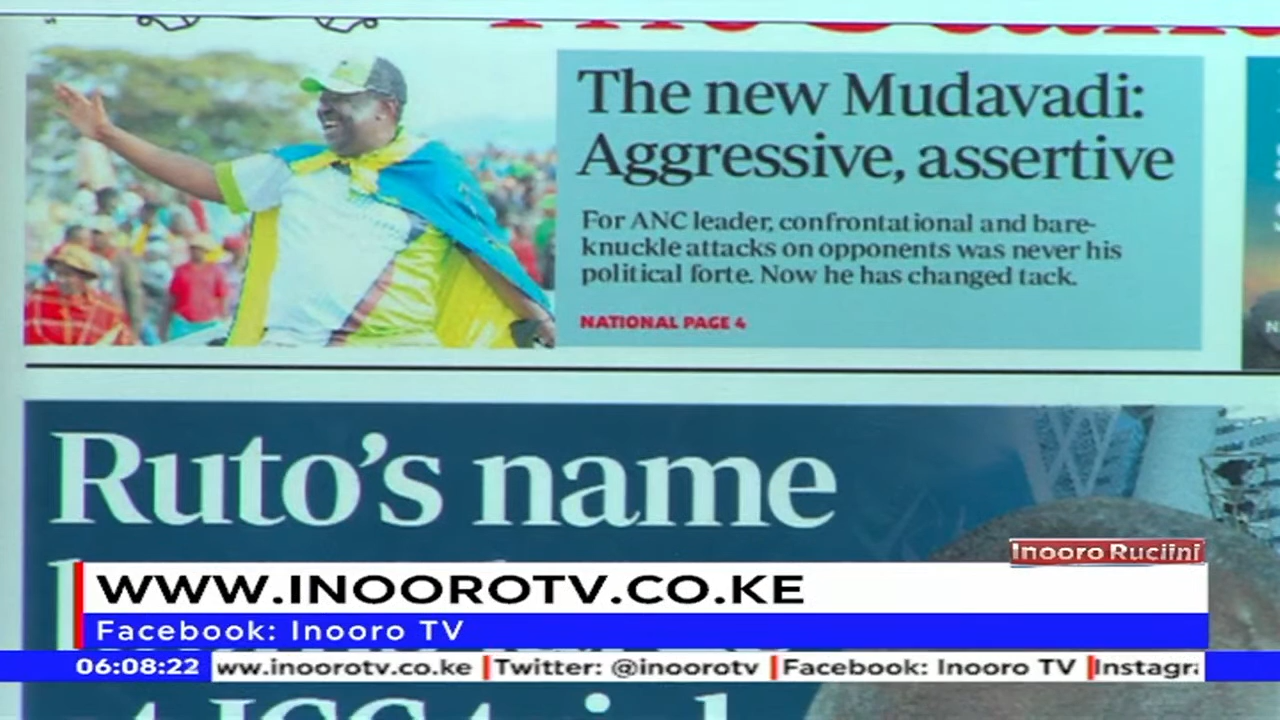 The new Mudavadi:
Aggressive, assertive
For ANC leader, confrontational and bare-
knuckle attacks on opponents was never his
political forte. Now he has changed tack.
NATIONAL PAGE 4
Ruto's name
Inooro Ruciini
WWW.INOOROTV.CO.KE
Facebook: Inooro TV
06:08:22 www.inoorotv.co.ke |Twitter: @inoorotv |Facebook: Inooro TV |Instagra